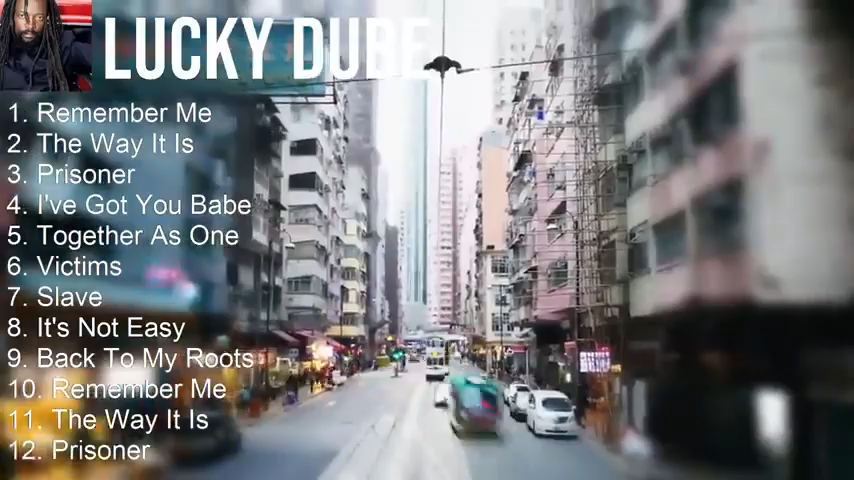 LUCKY DUBE
1. Remember Me
2. The Way It Is
3. Prisoner
4. I've Got You Babe
5. Together As One
6. Victims
7. Slave
8. It's Not Easy
9. Back To My Roots
10. Remember Me
11. The Way It Is
12. Prisoner